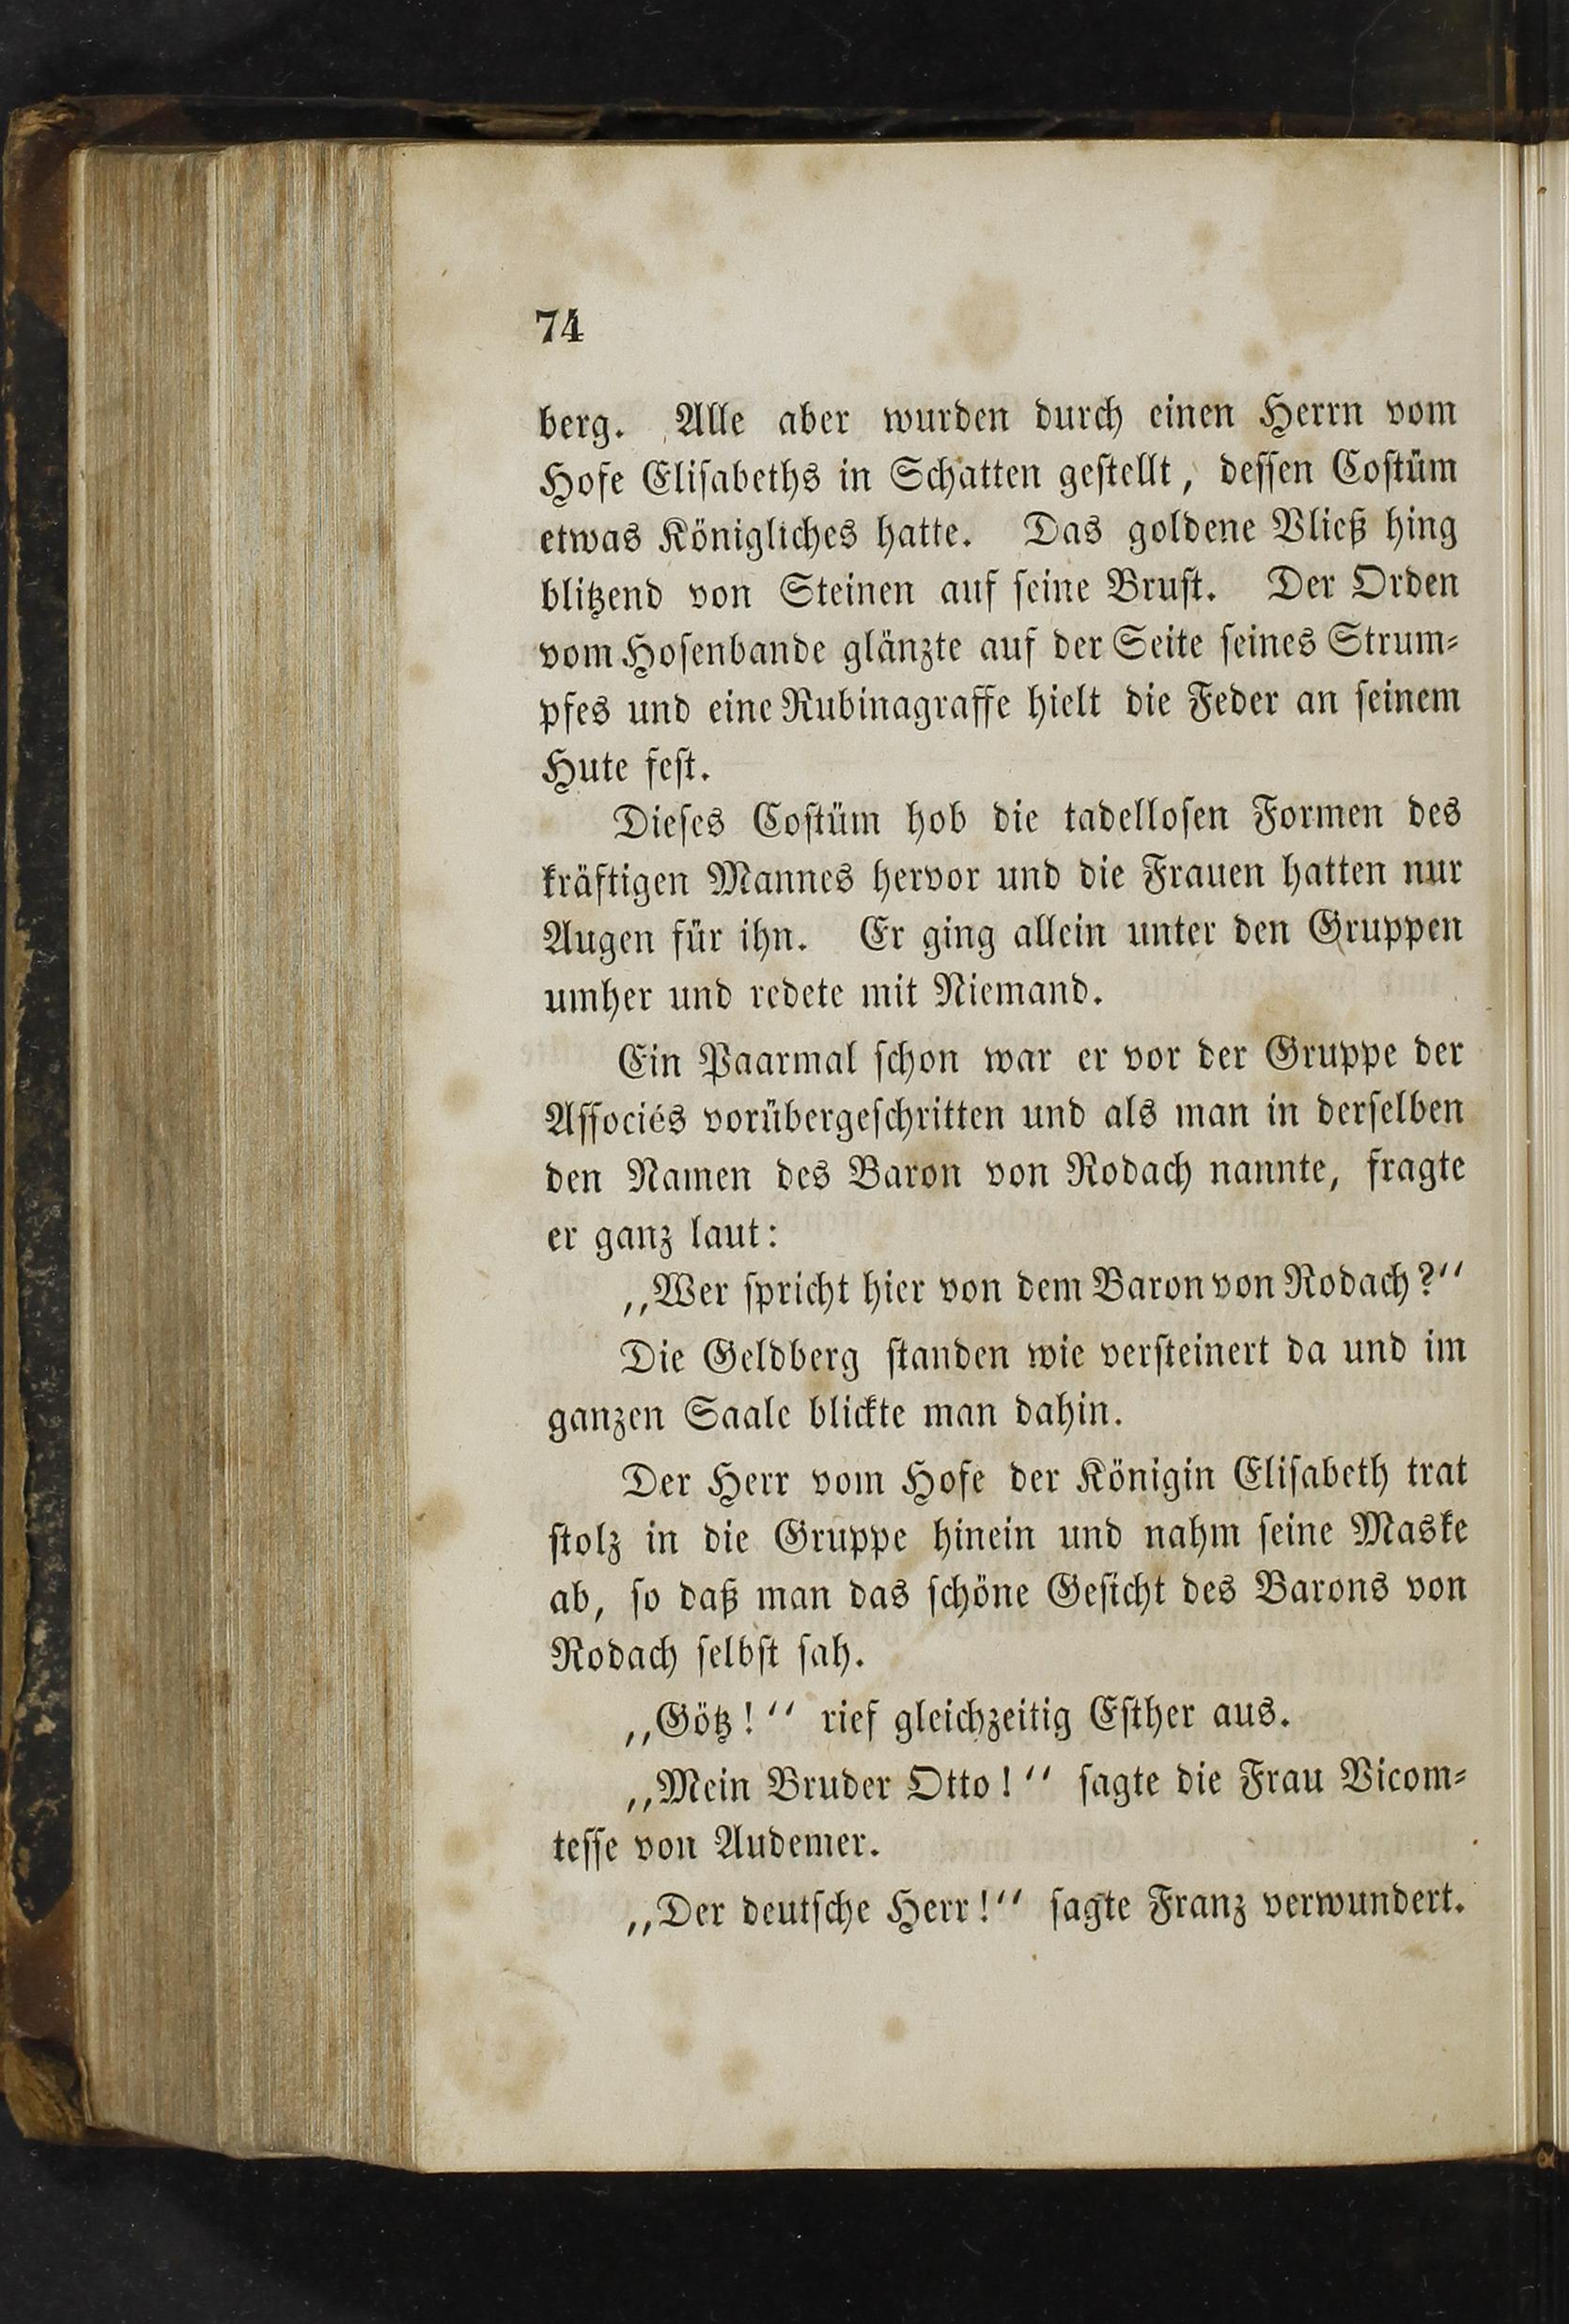 74
berg. Alle aber wurden durch einen Herrn vom
Hofe Eliſabeths in Schatten geſtellt, deſſen Coſtüm
etwas Königliches hatte. Das goldene Vließ hing
blitzend von Steinen auf ſeine Bruſt. Der Orden
vom Hoſenbande glänzte auf der Seite ſeines Strum⸗
pfes und eine Rubinagraffe hielt die Feder an ſeinem
Hute feſt.
Dieſes Coſtüm hob die tadelloſen Formen des
kräftigen Mannes hervor und die Frauen hatten nur
Augen für ihn. Er ging allein unter den Gruppen
umher und redete mit Niemand.
Ein Paarmal ſchon war er vor der Gruppe der
Aſſociés vorübergeſchritten und als man in derſelben
den Namen des Baron von Rodach nannte, fragte
er ganz laut:
„Wer ſpricht hier von dem Baron von Rodach?“
Die Geldberg ſtanden wie verſteinert da und im
ganzen Saale blickte man dahin.
Der Herr vom Hofe der Königin Eliſabeth trat
ſtolz in die Gruppe hinein und nahm ſeine Maske
ab, ſo daß man das ſchöne Geſicht des Barons von
Rodach ſelbſt ſah.
„Götz!“ rief gleichzeitig Eſther aus.
„Mein Bruder Otto!“ ſagte die Frau Vicom⸗
teſſe von Audemer.
„Der deutſche Herr!“ ſagte Franz verwundert.